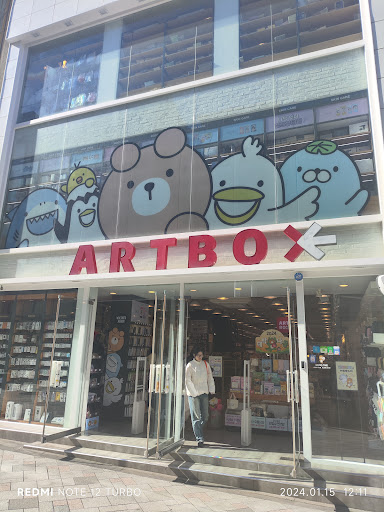 ARTBOX
REDMI NOTE 12 TURBO
2024.01.15 12:11